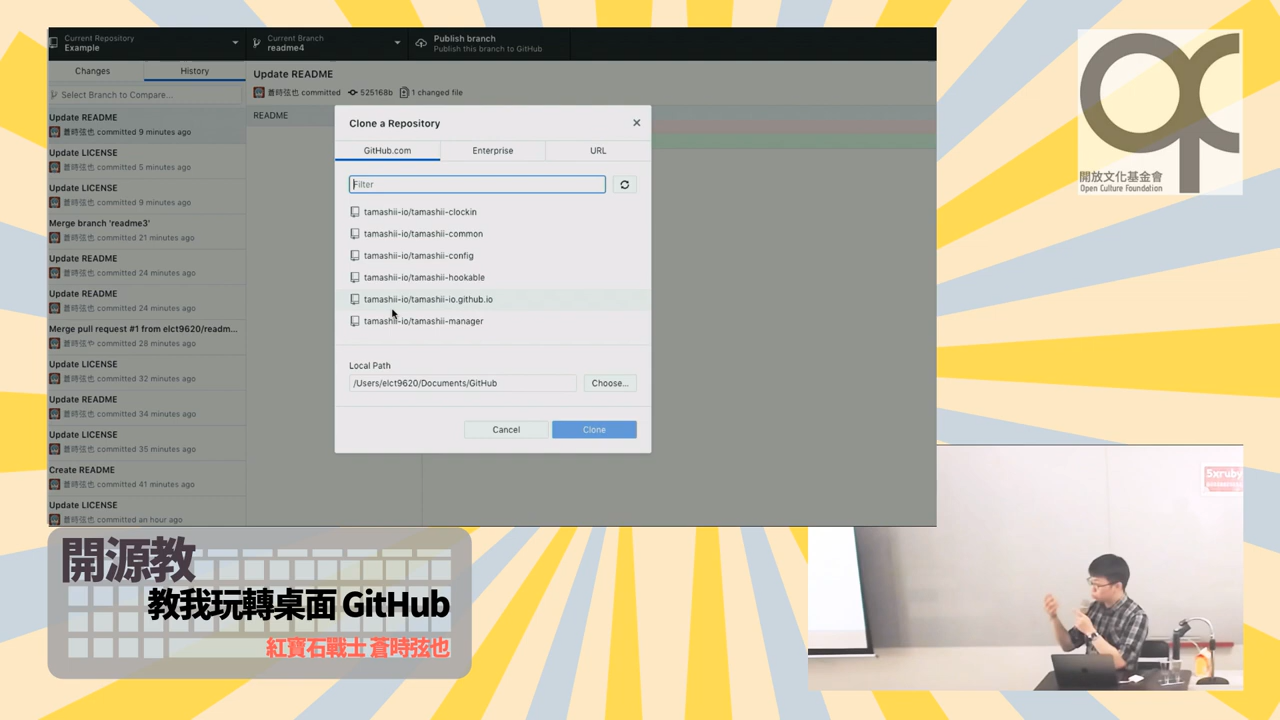 Current Repository
Example
Current Branch
readme4
Publish branch
Publish this branch to GitHub
Changes
History
Select Branch to Compare...
Update README
蒼時弦也 committed 9 minutes ago
Update LICENSE
蒼時弦也 committed 5 minutes ago
Update LICENSE
蒼時弦也 committed 9 minutes ago
Merge branch 'readme3'
蒼時弦也 committed 21 minutes ago
Update README
蒼時弦也 committed 24 minutes ago
Update README
蒼時弦也 committed 24 minutes ago
Merge pull request #1 from elct9620/readm...
蒼時弦也 committed 28 minutes ago
Update LICENSE
蒼時弦也 committed 32 minutes ago
Update README
蒼時弦也 committed 34 minutes ago
Update LICENSE
蒼時弦也 committed 35 minutes ago
Create README
蒼時弦也 committed 41 minutes ago
Update LICENSE
蒼時弦也 committed an hour ago
Update README
蒼時弦也 committed 525168b 1 changed file
README
Clone a Repository
GitHub.com
Enterprise
URL
Filter
tamashii-io/tamashii-clockin
tamashii-io/tamashii-common
tamashii-io/tamashii-config
tamashii-io/tamashii-hookable
tamashii-io/tamashii-io.github.io
tamashii-io/tamashii-manager
Local Path
/Users/elct9620/Documents/GitHub
Choose...
Cancel
Clone
開放文化基金會
Open Culture Foundation
5xruby
開源教
教我玩轉桌面 GitHub
紅寶石戰士 蒼時弦也